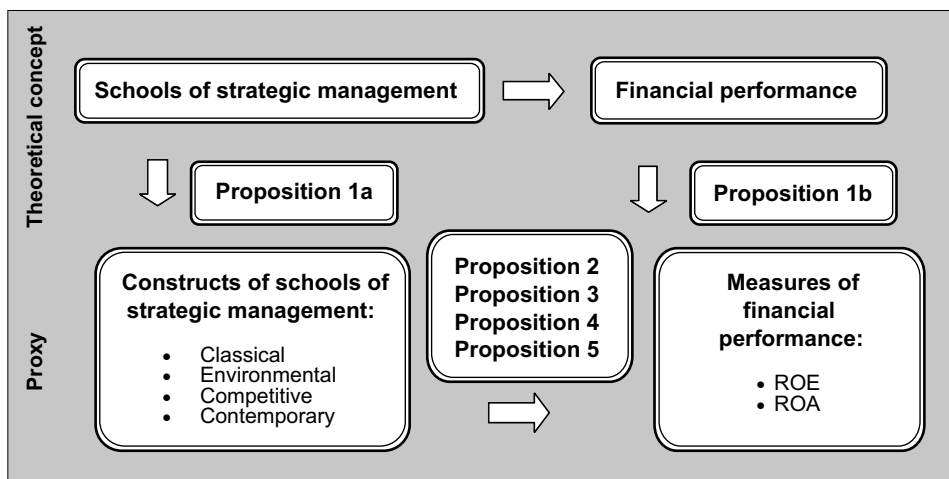 Theoretical concept
Schools of strategic management
Financial performance
Proposition 1a
Proposition 1b
Proxy
Constructs of schools of
strategic management:
• Classical
• Environmental
• Competitive
• Contemporary
Proposition 2
Proposition 3
Proposition 4
Proposition 5
Measures of
financial
performance:
• ROE
• ROA